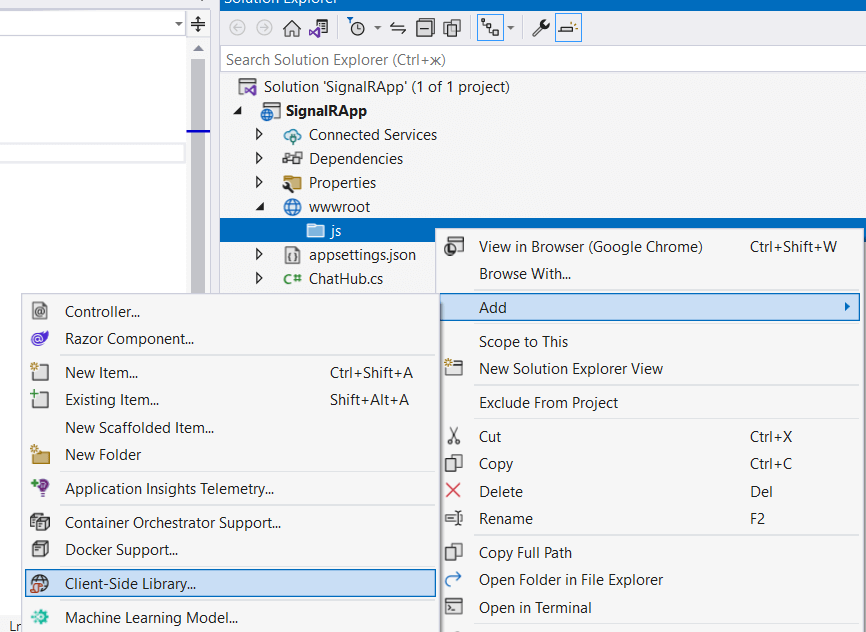 Solution Explorer
Search Solution Explorer (Ctrl+ж)
Solution 'SignalRApp' (1 of 1 project)
SignalRApp
Connected Services
Dependencies
Properties
wwwroot
js
appsettings.json
C# ChatHub.cs
View in Browser (Google Chrome) Ctrl+Shift+W
Browse With...
Add
Scope to This
New Solution Explorer View
Exclude From Project
Cut Ctrl+X
Copy Ctrl+C
Delete Del
Rename F2
Copy Full Path
Open Folder in File Explorer
Open in Terminal
Controller...
Razor Component...
New Item... Ctrl+Shift+A
Existing Item... Shift+Alt+A
New Scaffolded Item...
New Folder
Application Insights Telemetry...
Container Orchestrator Support...
Docker Support...
Client-Side Library...
Machine Learning Model...